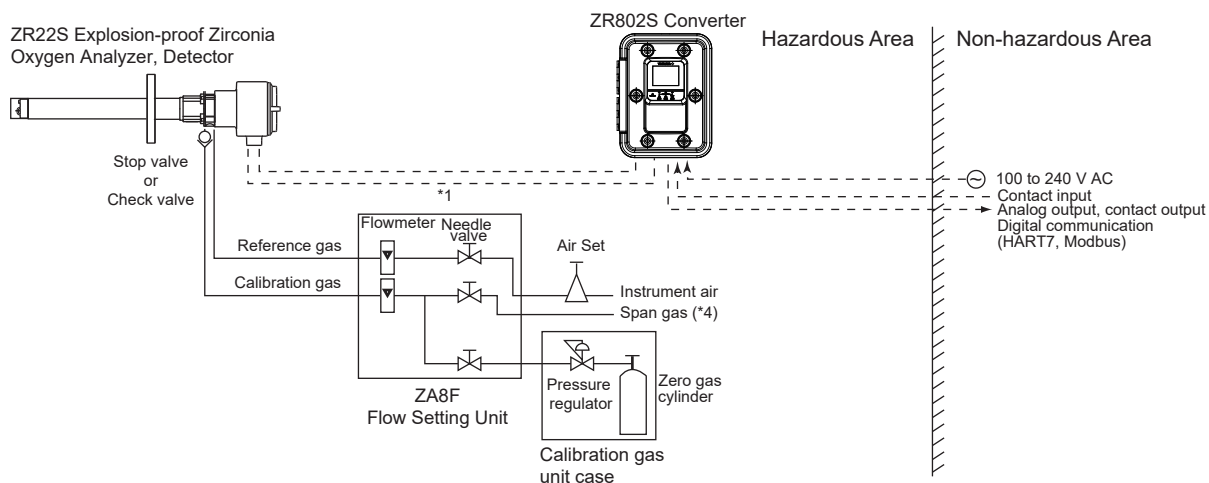 ZR802S Converter
ZR22S Explosion-proof Zirconia
Oxygen Analyzer, Detector
Hazardous Area
Non-hazardous Area
Stop valve
or
Check valve
*1
100 to 240 V AC
Contact input
Analog output, contact output
Digital communication
(HART7, Modbus)
Flowmeter
Needle
valve
Reference gas
Air Set
Calibration gas
Instrument air
Span gas (*4)
ZA8F
Flow Setting Unit
Pressure
regulator
Zero gas
cylinder
Calibration gas
unit case